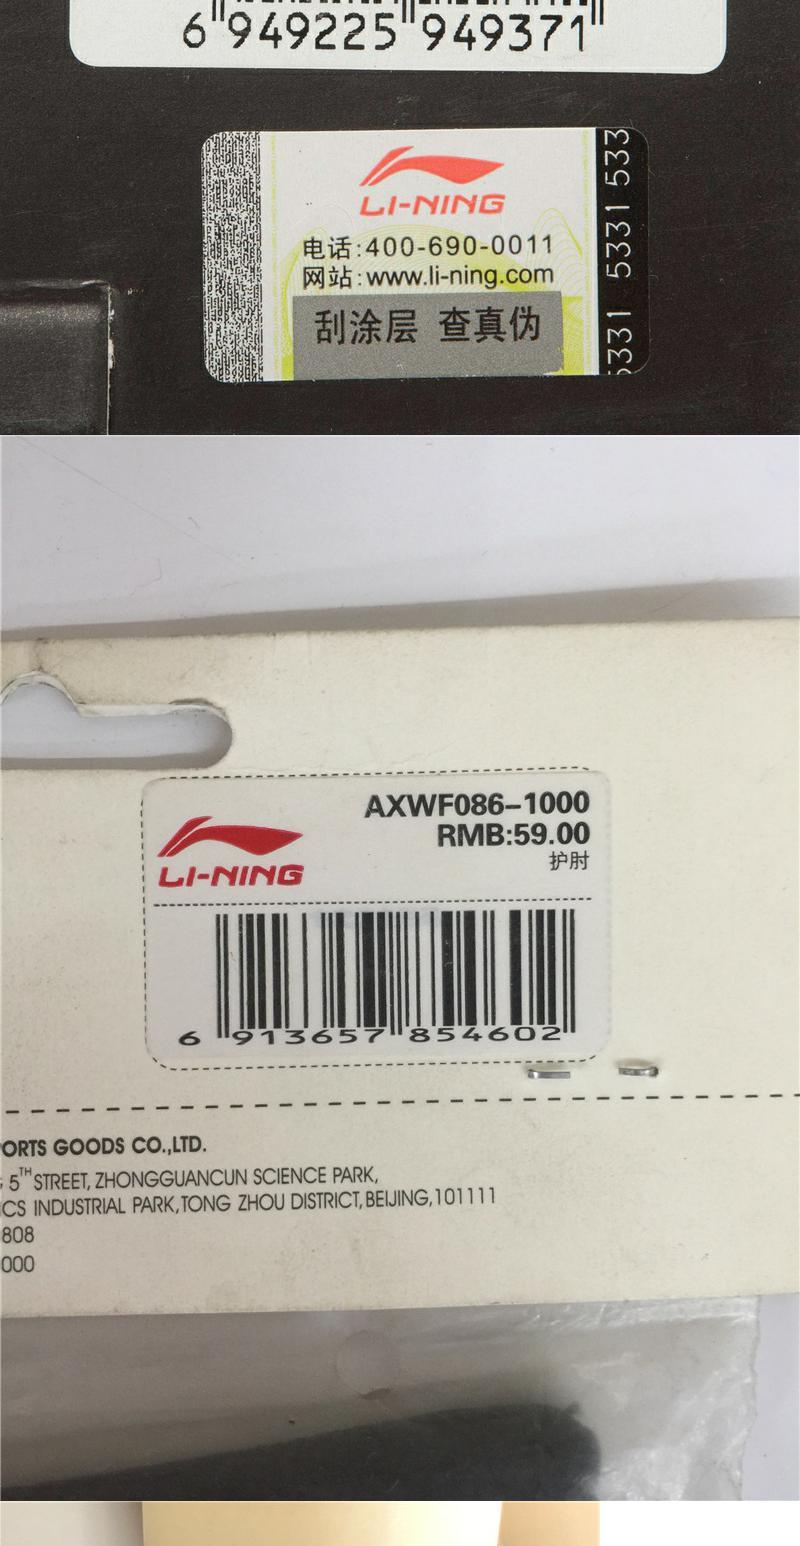 6 949225 949371
LI-NING
电话:400-690-0011
网站:www.li-ning.com
刮涂层 查真伪
5331 5331 533
AXWF086-1000
RMB:59.00
护肘
LI-NING
6 913657 854602
ORTS GOODS CO.,LTD.
5TH STREET, ZHONGGUANCUN SCIENCE PARK,
CS INDUSTRIAL PARK,TONG ZHOU DISTRICT,BEIJING,101111
808
000